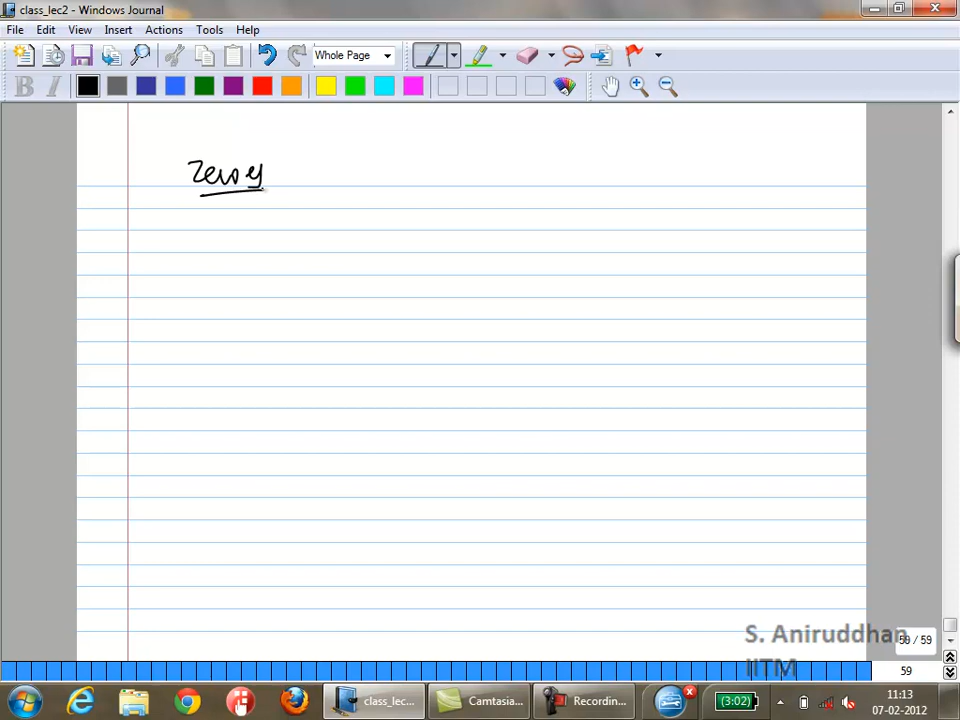 class_lec2 - Windows Journal
File Edit View Insert Actions Tools Help
Whole Page
B I
Zero
S. Aniruddhan
IITM
59 / 59
59
class_lec... Camtasia... Recordin... (3:02) 11:13
07-02-2012